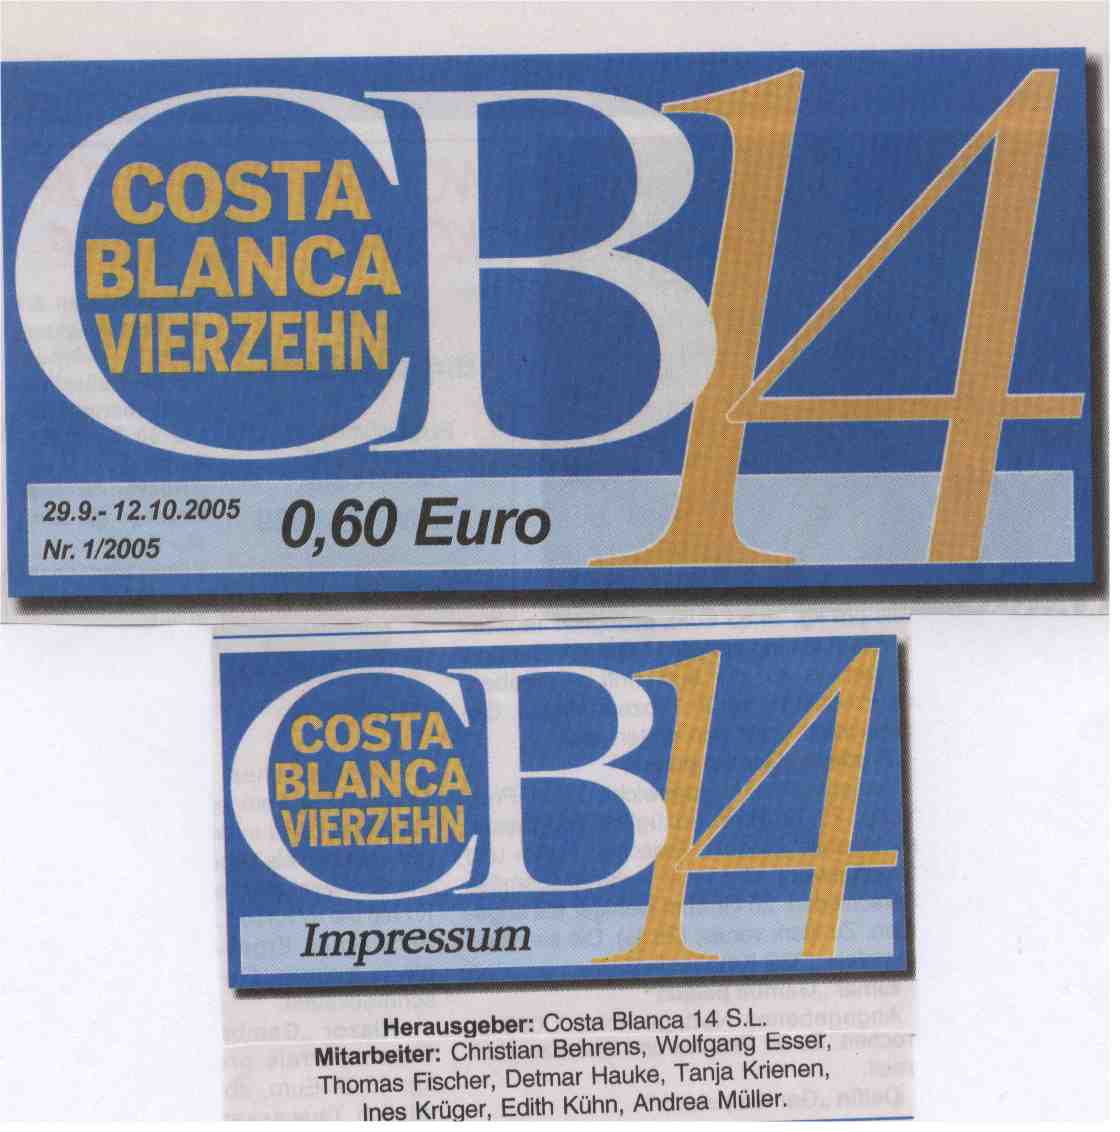 CB14
COSTA
BLANCA
VIERZEHN
29.9.- 12.10.2005
Nr. 1/2005
0,60 Euro
CB14
COSTA
BLANCA
VIERZEHN
Impressum
Herausgeber: Costa Blanca 14 S.L.
Mitarbeiter: Christian Behrens, Wolfgang Esser,
Thomas Fischer, Detmar Hauke, Tanja Krienen,
Ines Krüger, Edith Kühn, Andrea Müller.